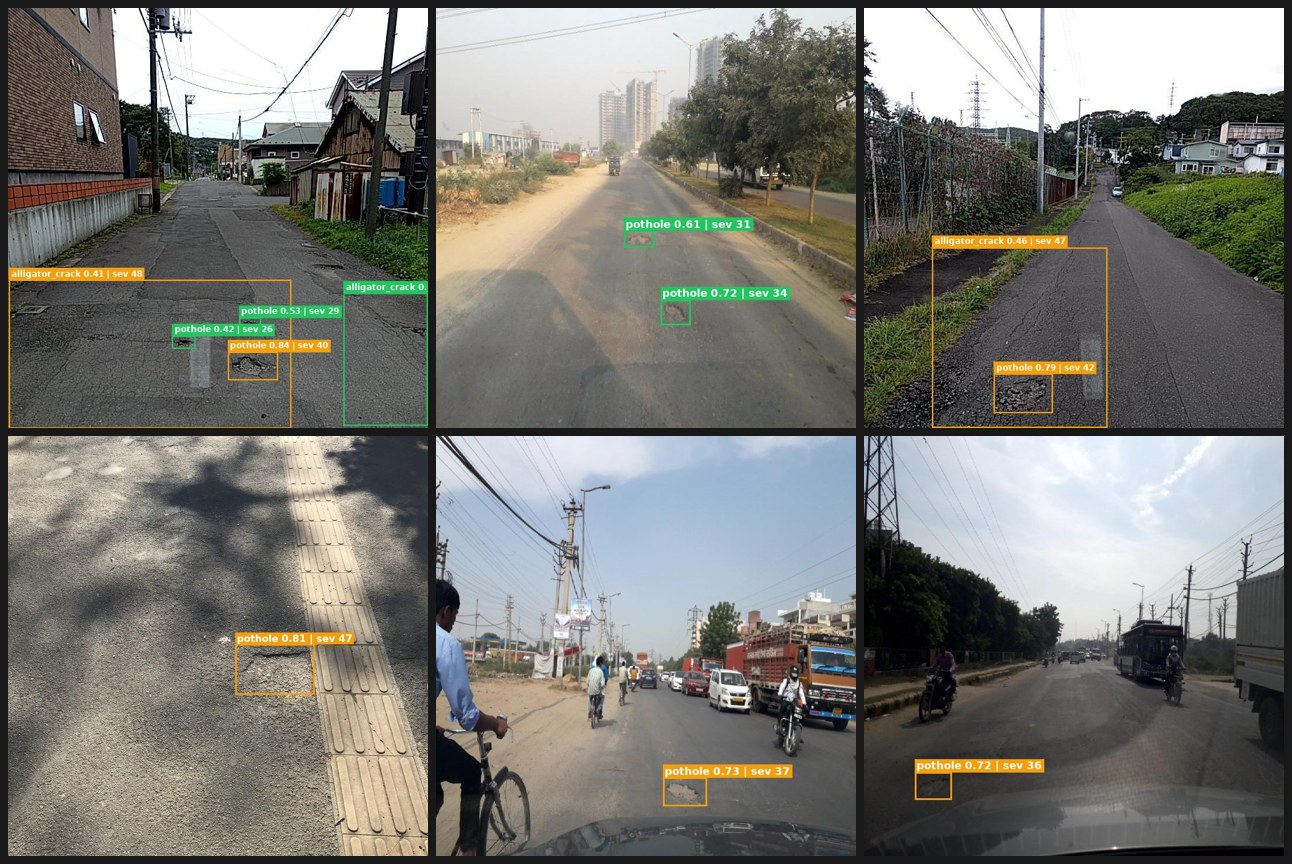 alligator_crack 0.41 | sev 48
alligator_crack 0.
pothole 0.53 | sev 29
pothole 0.42 | sev 26
pothole 0.84 | sev 40
pothole 0.61 | sev 31
pothole 0.72 | sev 34
alligator_crack 0.46 | sev 47
pothole 0.79 | sev 42
pothole 0.81 | sev 47
pothole 0.73 | sev 37
pothole 0.72 | sev 36